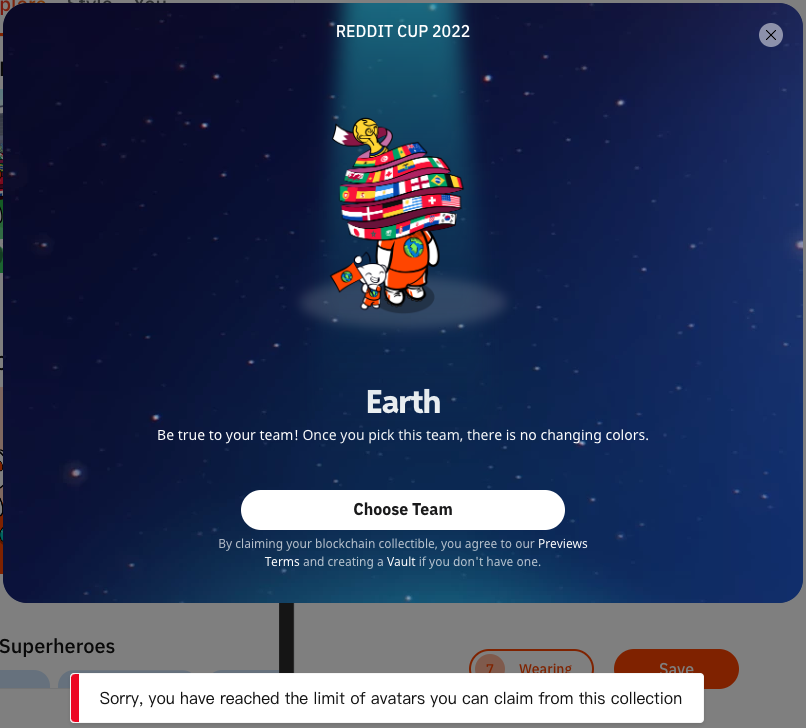 REDDIT CUP 2022
Earth
Be true to your team! Once you pick this team, there is no changing colors.
Choose Team
By claiming your blockchain collectible, you agree to our Previews
Terms and creating a Vault if you don't have one.
Superheroes
7 Wearing
Save
Sorry, you have reached the limit of avatars you can claim from this collection